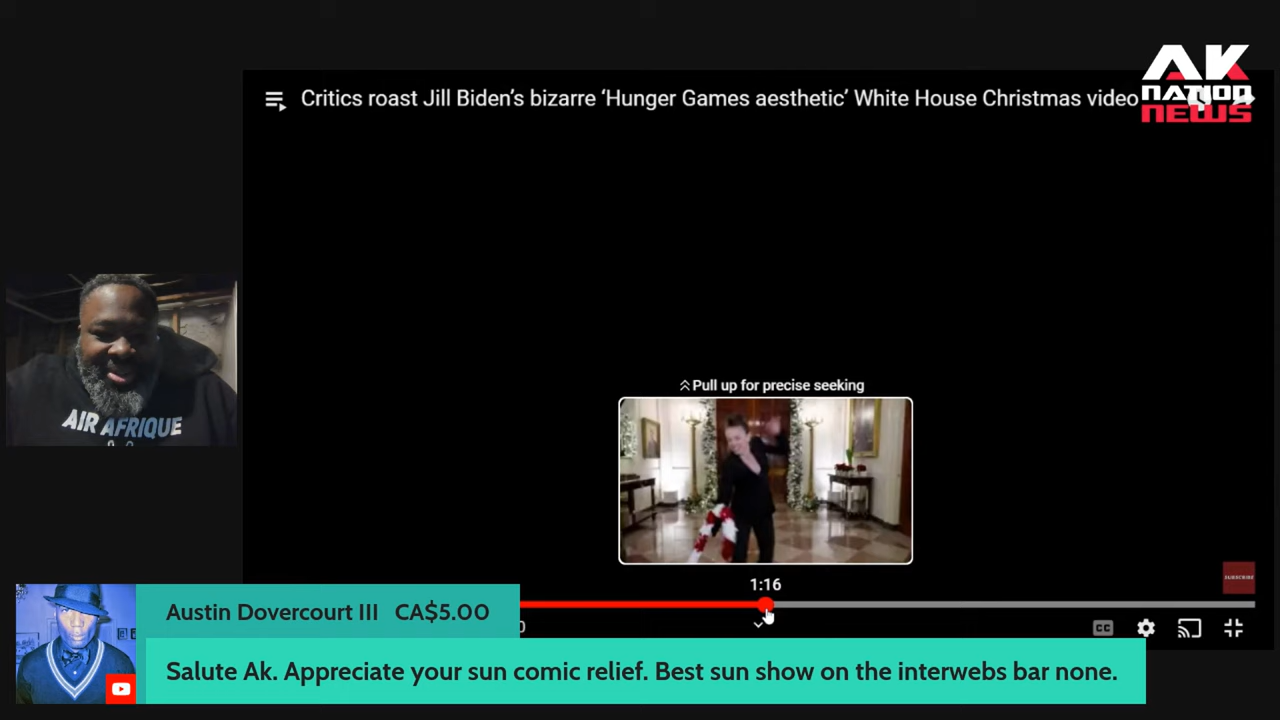 Critics roast Jill Biden's bizarre ‘Hunger Games aesthetic’ White House Christmas video
AK
NATION
NEWS
AIR AFRIQUE
Pull up for precise seeking
1:16
SUBSCRIBE
CC
Austin Dovercourt III CA$5.00
Salute Ak. Appreciate your sun comic relief. Best sun show on the interwebs bar none.